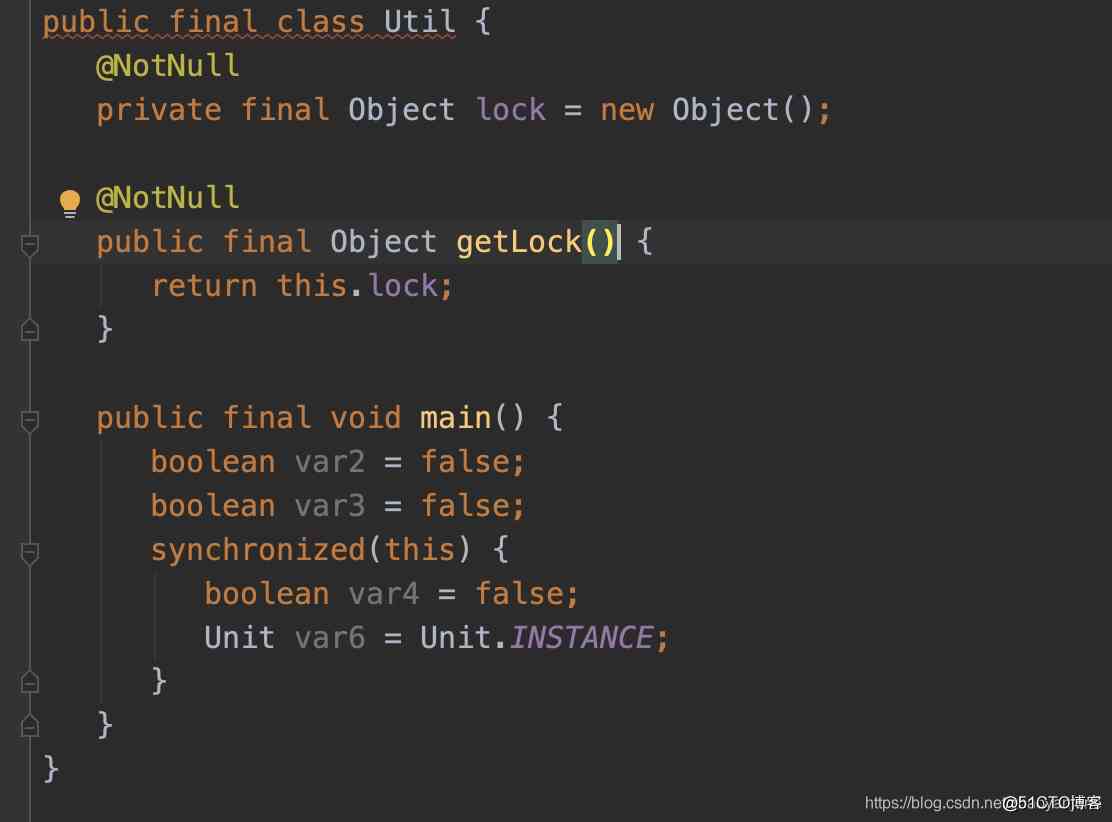 public final class Util {
@NotNull
private final Object lock = new Object();
@NotNull
public final Object getLock() {
return this.lock;
}
public final void main() {
boolean var2 = false;
boolean var3 = false;
synchronized(this) {
boolean var4 = false;
Unit var6 = Unit.INSTANCE;
}
}
}
https://blog.csdn.net
@51CTO博客